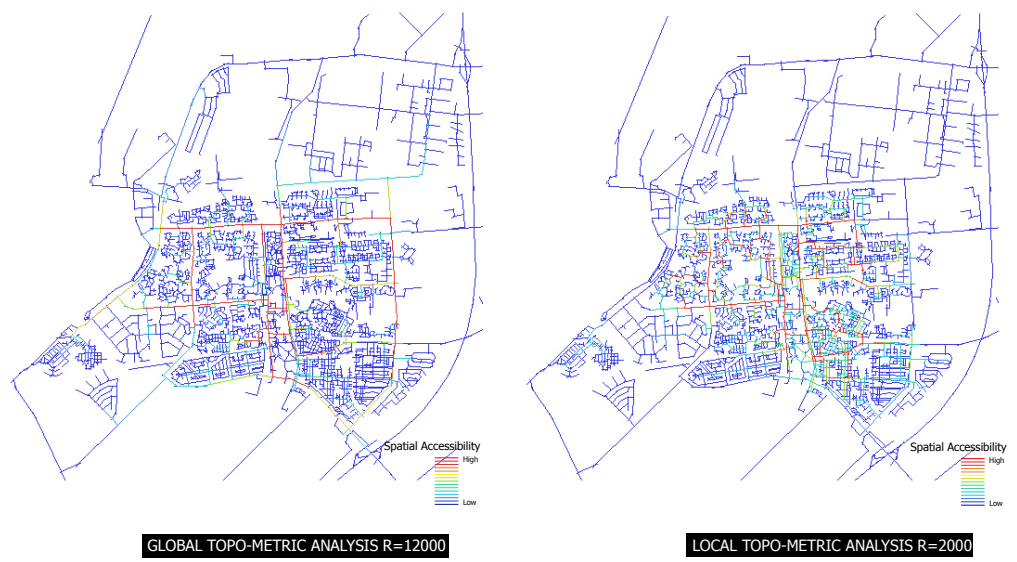 Spatial Accessibility
High
Low
GLOBAL TOPO-METRIC ANALYSIS R=12000
Spatial Accessibility
High
Low
LOCAL TOPO-METRIC ANALYSIS R=2000